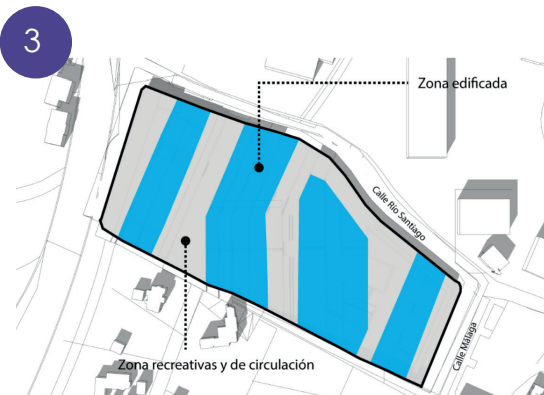 3
Zona edificada
Calle Río Santiago
Calle Málaga
Zona recreativas y de circulación